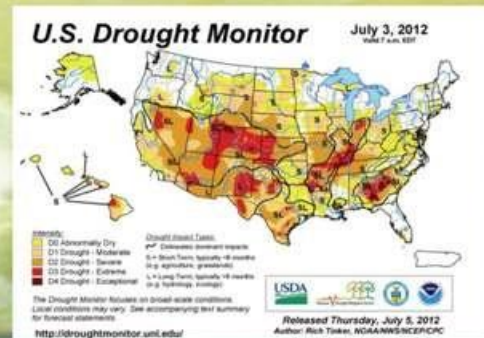 U.S. Drought Monitor
July 3, 2012
Valid 7 a.m. EDT
Intensity:
D0 Abnormally Dry
D1 Drought - Moderate
D2 Drought - Severe
D3 Drought - Extreme
D4 Drought - Exceptional
Drought Impact Types:
Delineates dominant impacts
S = Short-Term, typically <6 months
(e.g. agriculture, grasslands)
L = Long-Term, typically >6 months
(e.g. hydrology, ecology)
The Drought Monitor focuses on broad-scale conditions.
Local conditions may vary. See accompanying text summary
for forecast statements.
http://droughtmonitor.unl.edu/
USDA
Released Thursday, July 5, 2012
Author: Rich Tinker, NOAA/NWS/NCEP/CPC